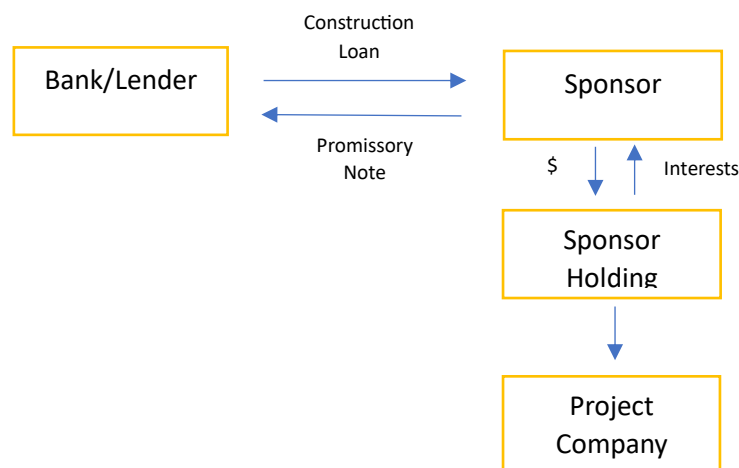 Construction
Loan
Bank/Lender
Sponsor
Promissory
Note
$
Interests
Sponsor
Holding
Project
Company